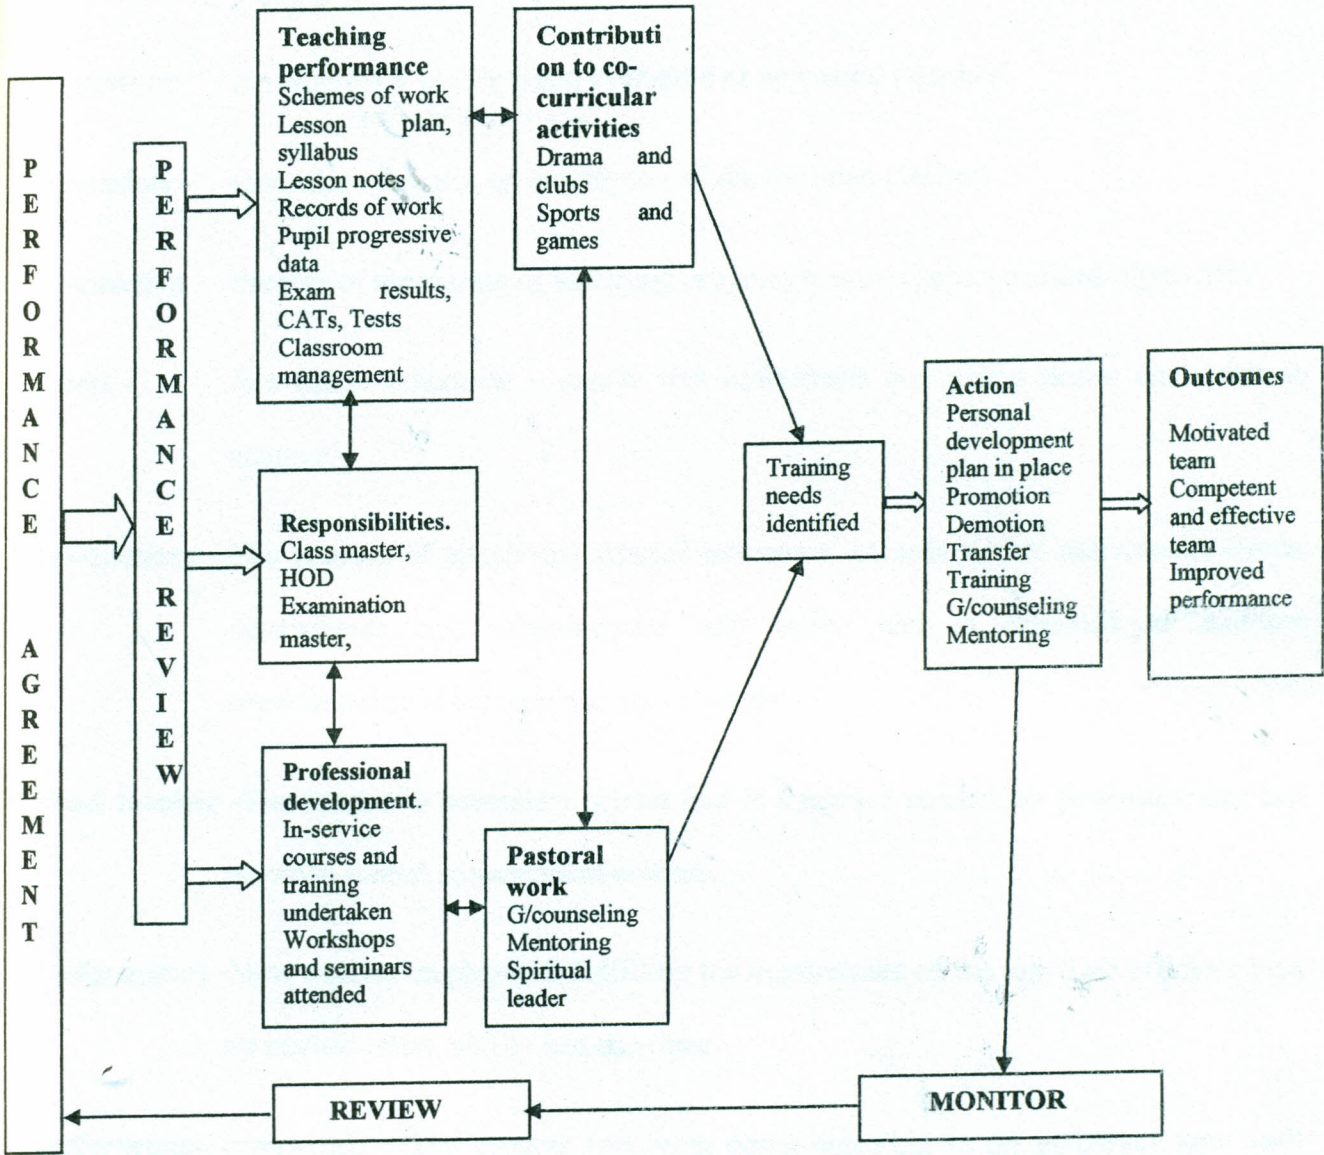 PERFORMANCE AGREEMENT
PERFORMANCE REVIEW
Teaching
performance
Schemes of work
Lesson plan,
syllabus
Lesson notes
Records of work
Pupil progressive
data
Exam results,
CATs, Tests
Classroom
management
Contributi
on to co-
curricular
activities
Drama and
clubs
Sports and
games
Responsibilities.
Class master,
HOD
Examination
master,
Professional
development.
In-service
courses and
training
undertaken
Workshops
and seminars
attended
Pastoral
work
G/counseling
Mentoring
Spiritual
leader
Training
needs
identified
Action
Personal
development
plan in place
Promotion
Demotion
Transfer
Training
G/counseling
Mentoring
Outcomes
Motivated
team
Competent
and effective
team
Improved
performance
REVIEW
MONITOR